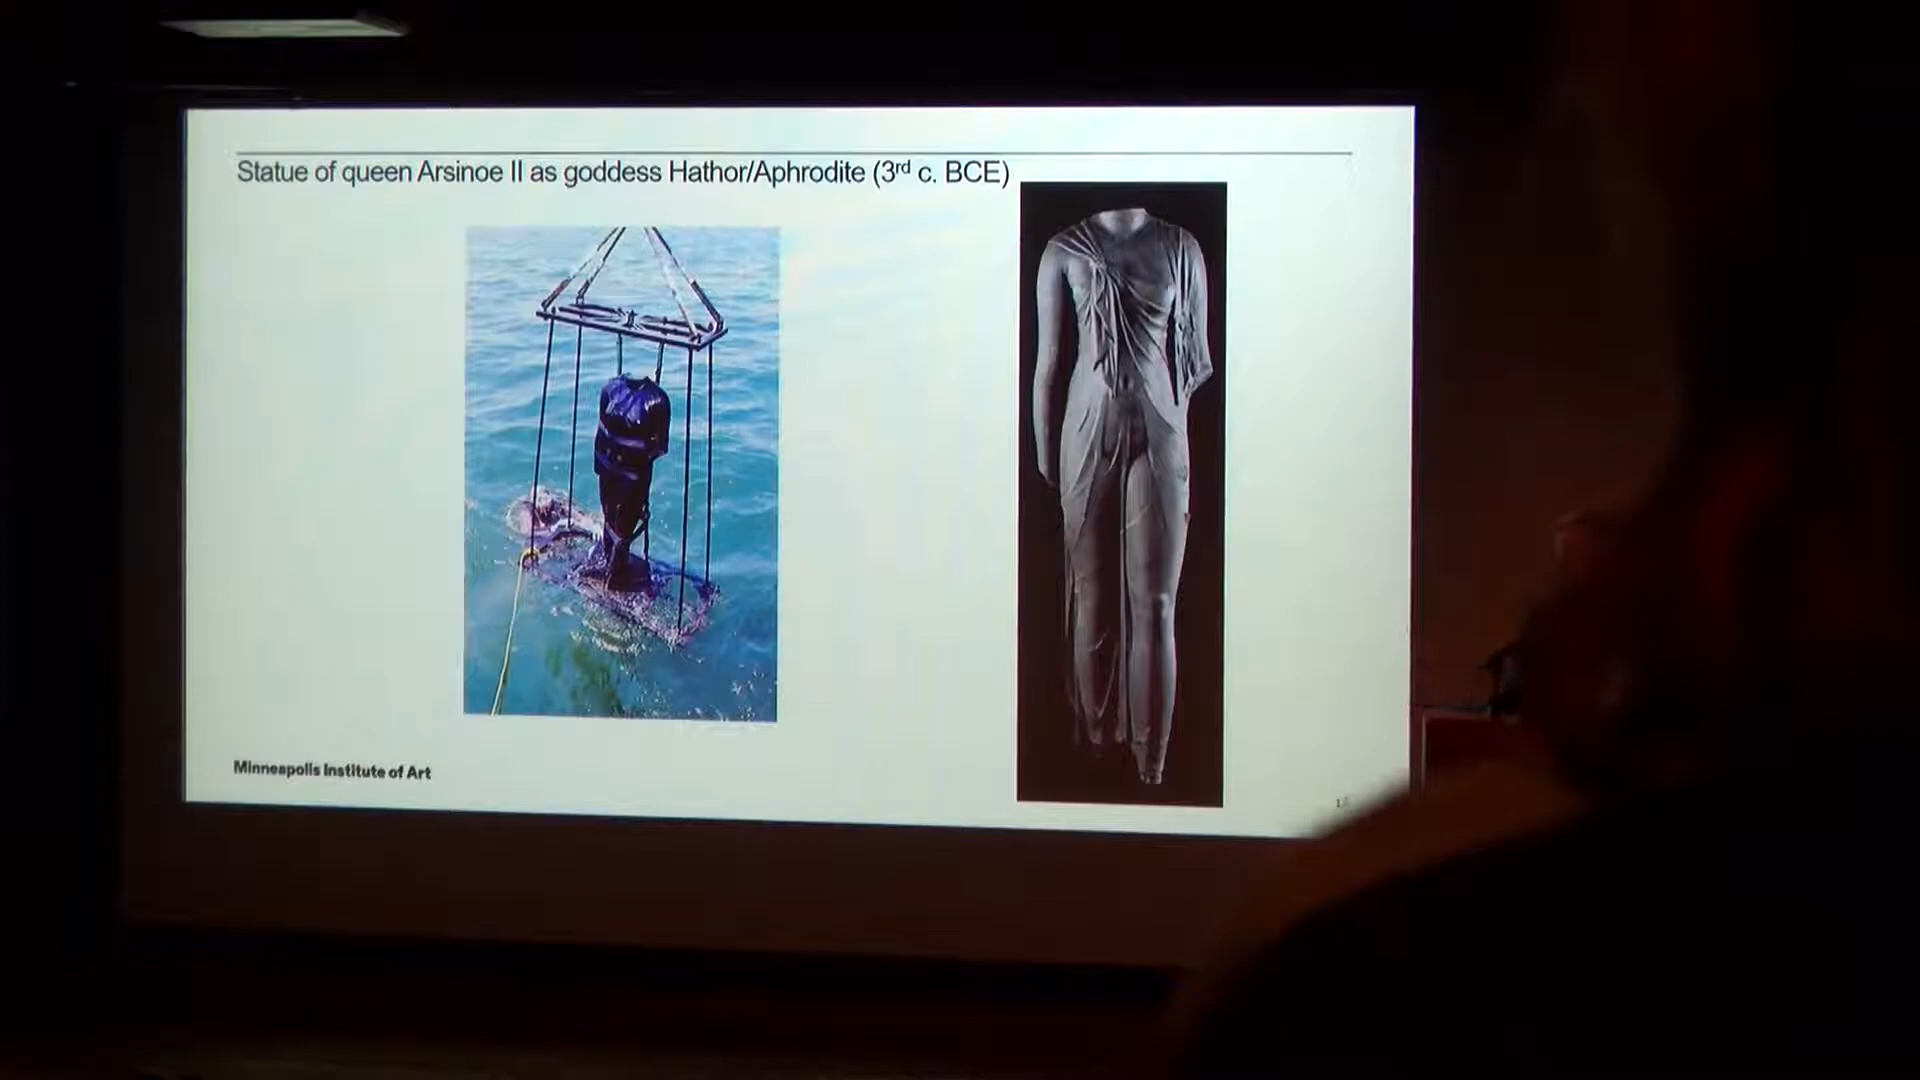 Statue of queen Arsinoe II as goddess Hathor/Aphrodite (3rd c. BCE)
Minneapolis Institute of Art